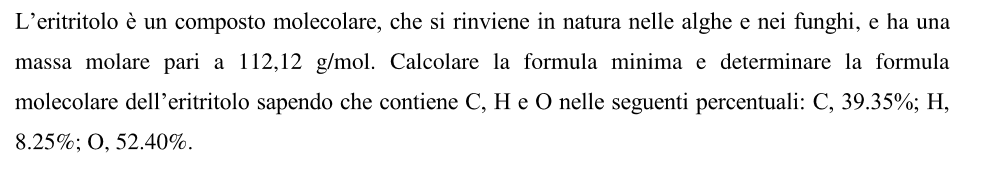 L'eritritolo è un composto molecolare, che si rinviene in natura nelle alghe e nei funghi, e ha una
massa molare pari a 112,12 g/mol. Calcolare la formula minima e determinare la formula
molecolare dell'eritritolo sapendo che contiene C, H e O nelle seguenti percentuali: C, 39.35%; H,
8.25%; O, 52.40%.